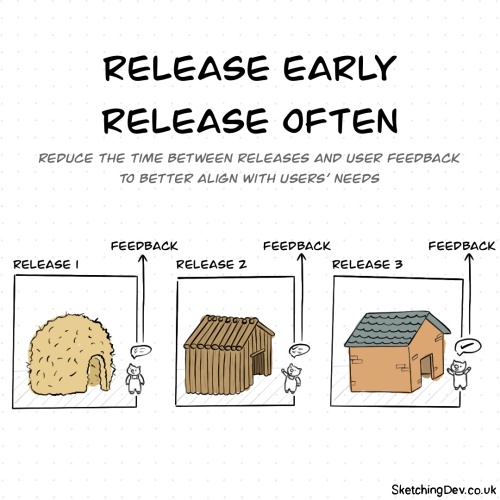 RELEASE EARLY
RELEASE OFTEN
REDUCE THE TIME BETWEEN RELEASES AND USER FEEDBACK
TO BETTER ALIGN WITH USERS' NEEDS
FEEDBACK
FEEDBACK
FEEDBACK
RELEASE 1
RELEASE 2
RELEASE 3
SketchingDev.co.uk